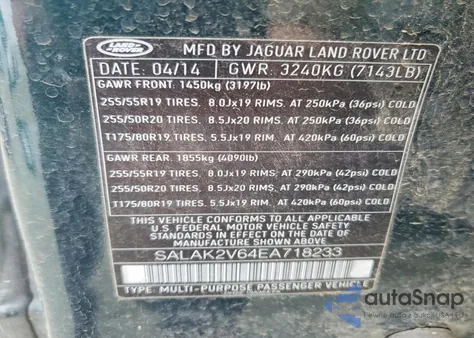 LAND ROVER
MFD BY JAGUAR LAND ROVER LTD
DATE: 04/14 GWR: 3240KG (7143LB)
GAWR FRONT: 1450kg (3197lb)
255/55R19 TIRES. 8.0Jx19 RIMS. AT 250kPa (36psi) COLD
255/50R20 TIRES. 8.5Jx20 RIMS. AT 250kPa (36psi) COLD
T175/80R19 TIRES. 5.5Jx19 RIMS. AT 420kPa (60psi) COLD
GAWR REAR: 1855kg (4090lb)
255/55R19 TIRES. 8.0Jx19 RIMS. AT 290kPa (42psi) COLD
255/50R20 TIRES. 8.5Jx20 RIMS. AT 290kPa (42psi) COLD
T175/80R19 TIRES. 5.5Jx19 RIMS. AT 420kPa (60psi) COLD
THIS VEHICLE CONFORMS TO ALL APPLICABLE
U.S. FEDERAL MOTOR VEHICLE SAFETY
STANDARDS IN EFFECT ON THE DATE OF
MANUFACTURE SHOWN ABOVE.
SALAK2V64EA718233
TYPE: MULTI-PURPOSE PASSENGER VEHICLE
autoSnap